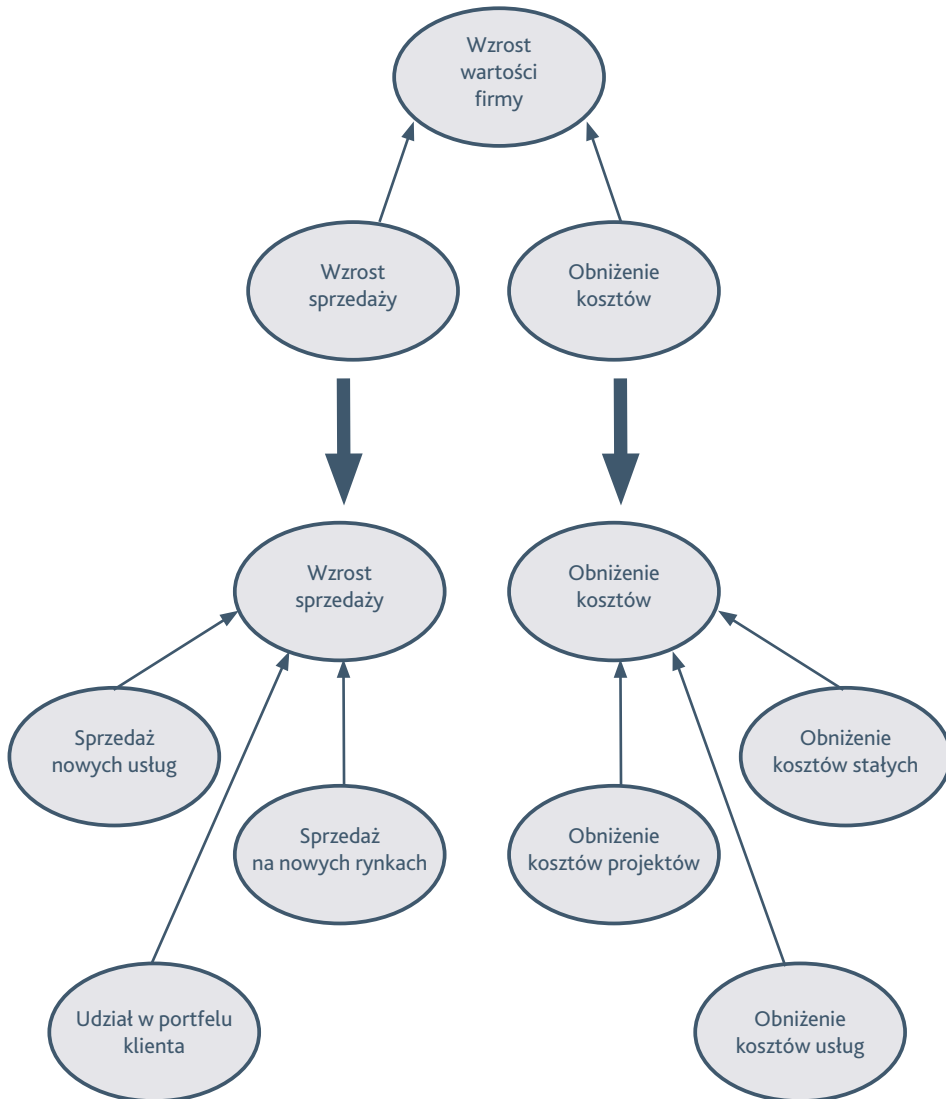 Wzrost
wartości
firmy
Wzrost
sprzedaży
Obniżenie
kosztów
Wzrost
sprzedaży
Obniżenie
kosztów
Sprzedaż
nowych usług
Obniżenie
kosztów stałych
Sprzedaż
na nowych rynkach
Obniżenie
kosztów projektów
Udział w portfelu
klienta
Obniżenie
kosztów usług